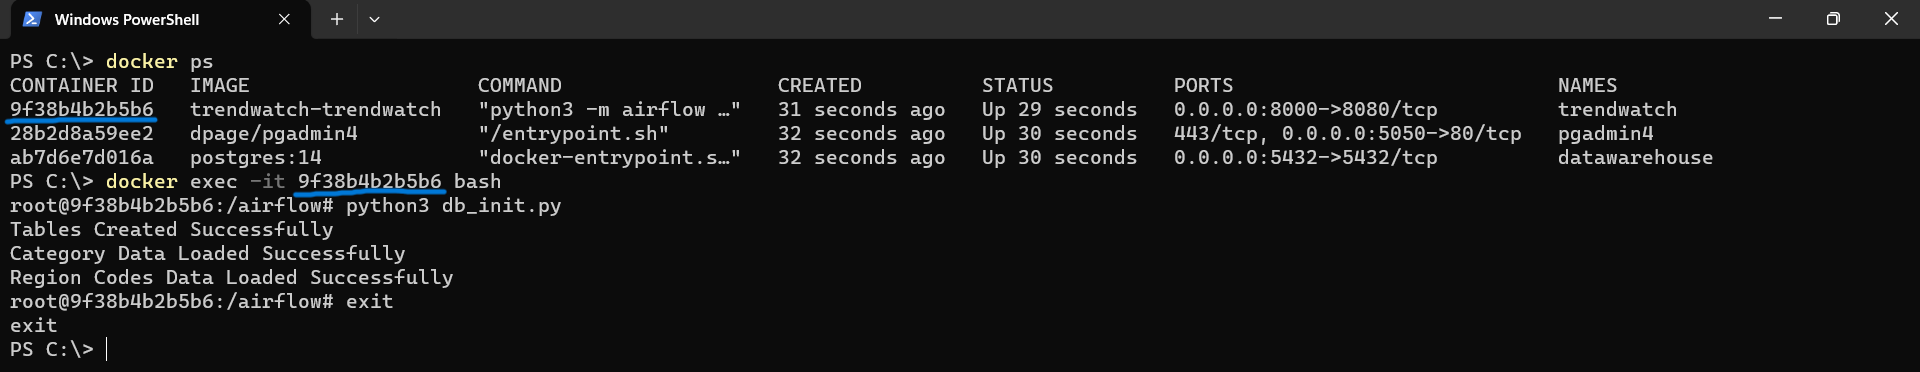 Windows PowerShell
PS C:\> docker ps
CONTAINER ID   IMAGE                   COMMAND                  CREATED          STATUS          PORTS                           NAMES
9f38b4b2b5b6   trendwatch-trendwatch   "python3 -m airflow …"   31 seconds ago   Up 29 seconds   0.0.0.0:8000->8080/tcp          trendwatch
28b2d8a59ee2   dpage/pgadmin4          "/entrypoint.sh"         32 seconds ago   Up 30 seconds   443/tcp, 0.0.0.0:5050->80/tcp   pgadmin4
ab7d6e7d016a   postgres:14             "docker-entrypoint.s…"   32 seconds ago   Up 30 seconds   0.0.0.0:5432->5432/tcp          datawarehouse
PS C:\> docker exec -it 9f38b4b2b5b6 bash
root@9f38b4b2b5b6:/airflow# python3 db_init.py
Tables Created Successfully
Category Data Loaded Successfully
Region Codes Data Loaded Successfully
root@9f38b4b2b5b6:/airflow# exit
exit
PS C:\>